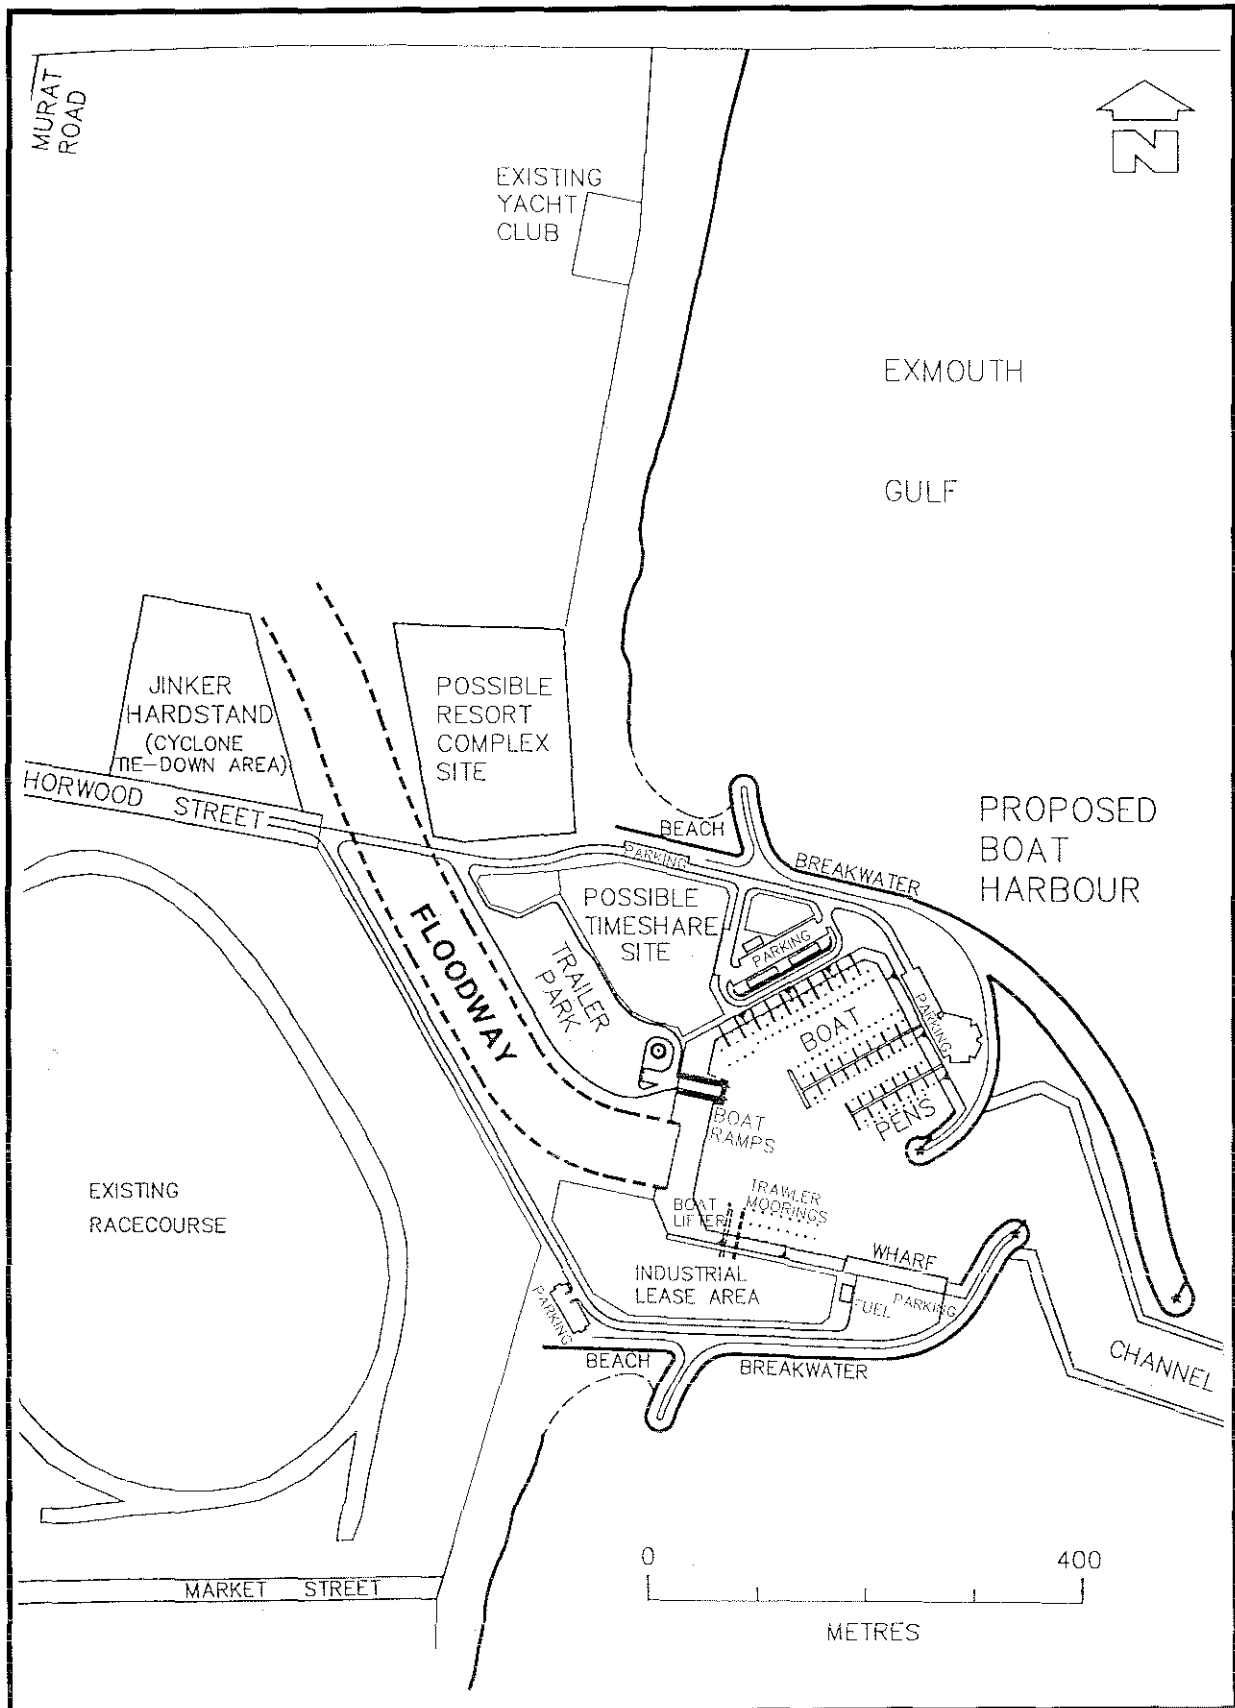 MURAT
ROAD
N
EXISTING
YACHT
CLUB
EXMOUTH
GULF
JINKER
HARDSTAND
(CYCLONE
TIE-DOWN AREA)
POSSIBLE
RESORT
COMPLEX
SITE
HORWOOD STREET
BEACH
PARKING
BREAKWATER
PROPOSED
BOAT
HARBOUR
POSSIBLE
TIMESHARE
SITE
PARKING
FLOODWAY
TRAILER
PARK
BOAT
PENS
PARKING
BOAT
RAMPS
EXISTING
RACECOURSE
BOAT
LIFTER
TRAWLER
MOORINGS
WHARF
INDUSTRIAL
LEASE AREA
FUEL
PARKING
PARKING
BEACH
BREAKWATER
CHANNEL
MARKET STREET
0 400
METRES